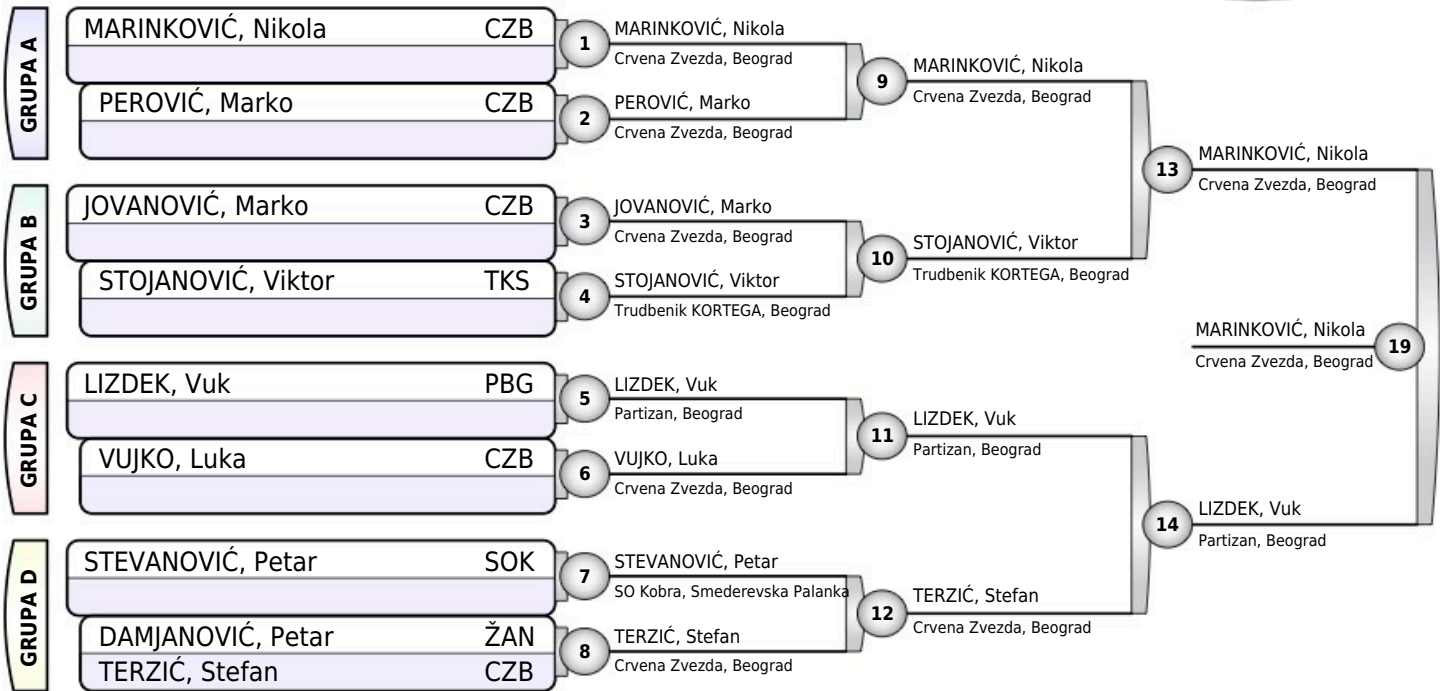 GRUPA A
MARINKOVIĆ, Nikola CZB
PEROVIĆ, Marko CZB
GRUPA B
JOVANOVIĆ, Marko CZB
STOJANOVIĆ, Viktor TKS
GRUPA C
LIZDEK, Vuk PBG
VUJKO, Luka CZB
GRUPA D
STEVANOVIĆ, Petar SOK
DAMJANOVIĆ, Petar ŽAN
TERZIĆ, Stefan CZB
1
MARINKOVIĆ, Nikola
Crvena Zvezda, Beograd
2
PEROVIĆ, Marko
Crvena Zvezda, Beograd
3
JOVANOVIĆ, Marko
Crvena Zvezda, Beograd
4
STOJANOVIĆ, Viktor
Trudbenik KORTEGA, Beograd
5
LIZDEK, Vuk
Partizan, Beograd
6
VUJKO, Luka
Crvena Zvezda, Beograd
7
STEVANOVIĆ, Petar
SO Kobra, Smederevska Palanka
8
TERZIĆ, Stefan
Crvena Zvezda, Beograd
9
MARINKOVIĆ, Nikola
Crvena Zvezda, Beograd
10
STOJANOVIĆ, Viktor
Trudbenik KORTEGA, Beograd
11
LIZDEK, Vuk
Partizan, Beograd
12
TERZIĆ, Stefan
Crvena Zvezda, Beograd
13
MARINKOVIĆ, Nikola
Crvena Zvezda, Beograd
14
LIZDEK, Vuk
Partizan, Beograd
MARINKOVIĆ, Nikola
Crvena Zvezda, Beograd
19